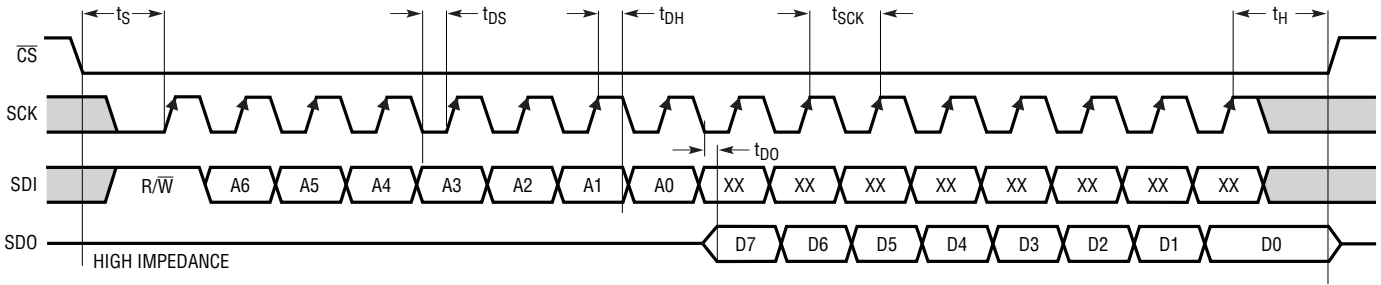 tS tDS tDH tSCK tH
C̅S̅
SCK
tDO
SDI R/W̅ A6 A5 A4 A3 A2 A1 A0 XX XX XX XX XX XX XX XX
SDO D7 D6 D5 D4 D3 D2 D1 D0
HIGH IMPEDANCE